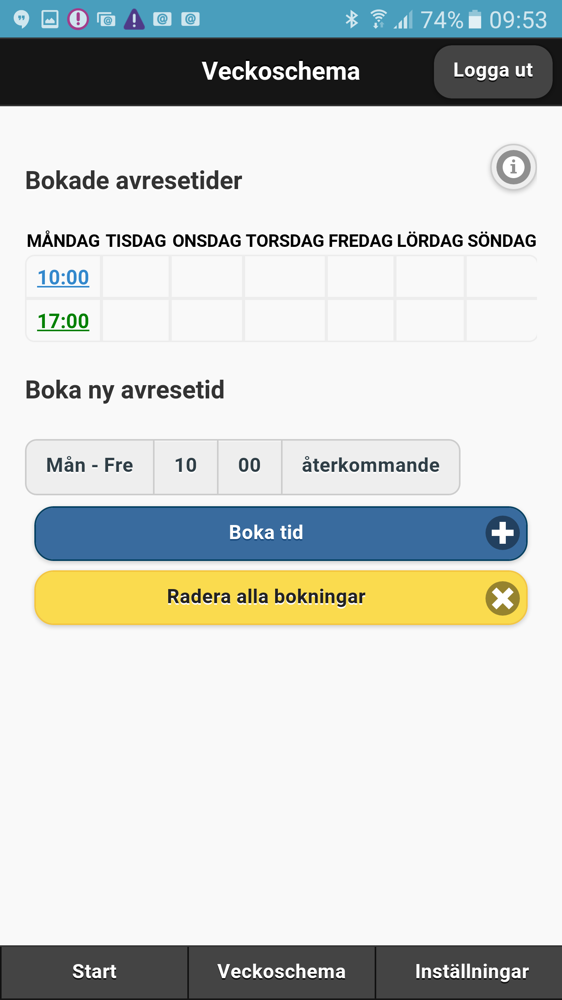 74% 09:53
Veckoschema
Logga ut
Bokade avresetider
MÅNDAG TISDAG ONSDAG TORSDAG FREDAG LÖRDAG SÖNDAG
10:00
17:00
Boka ny avresetid
Mån - Fre 10 00 återkommande
Boka tid
Radera alla bokningar
Start Veckoschema Inställningar